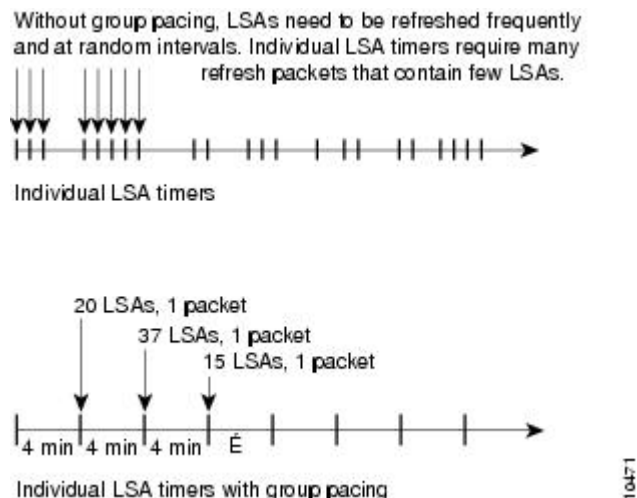 Without group pacing, LSAs need to be refreshed frequently
and at random intervals. Individual LSA timers require many
refresh packets that contain few LSAs.
Individual LSA timers
20 LSAs, 1 packet
37 LSAs, 1 packet
15 LSAs, 1 packet
4 min 4 min 4 min É
Individual LSA timers with group pacing
10471